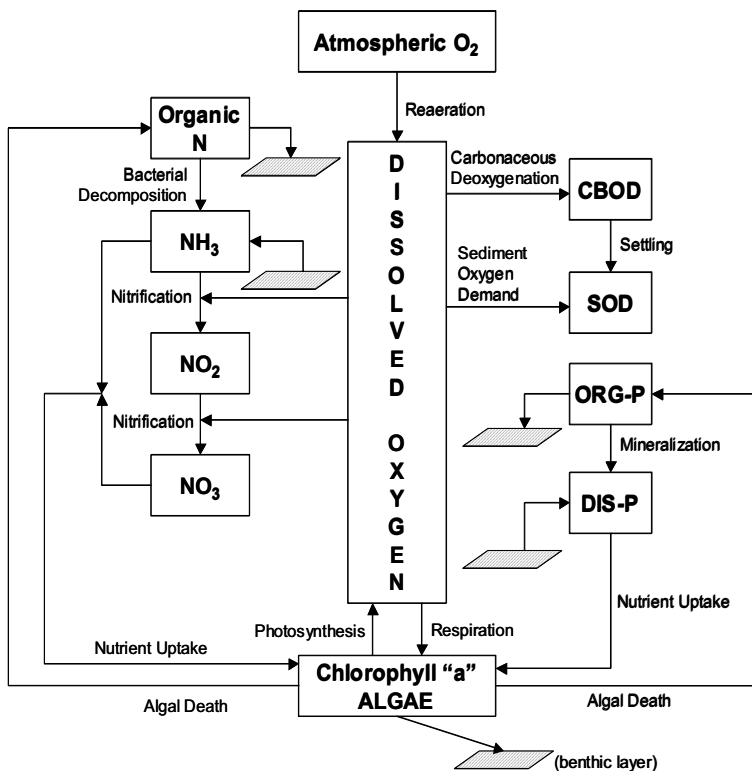 Atmospheric O₂
Reaeration
Organic
N
Bacterial
Decomposition
NH₃
Nitrification
NO₂
Nitrification
NO₃
D
I
S
S
O
L
V
E
D
O
X
Y
G
E
N
Carbonaceous
Deoxygenation
CBOD
Settling
Sediment
Oxygen
Demand
SOD
ORG-P
Mineralization
DIS-P
Nutrient Uptake
Photosynthesis
Respiration
Nutrient Uptake
Chlorophyll “a”
ALGAE
Algal Death
Algal Death
(benthic layer)